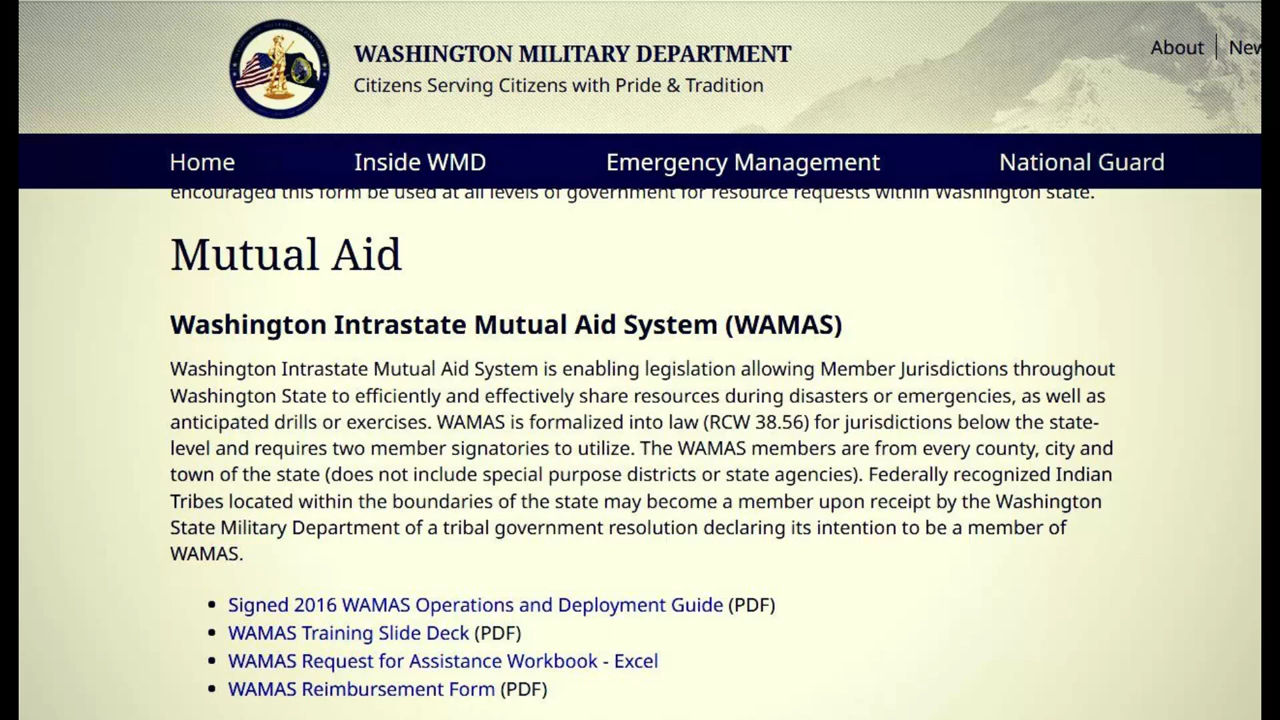 WASHINGTON MILITARY DEPARTMENT
Citizens Serving Citizens with Pride & Tradition
About
Home
Inside WMD
Emergency Management
National Guard
encouraged this form be used at all levels of government for resource requests within Washington state.
Mutual Aid
Washington Intrastate Mutual Aid System (WAMAS)
Washington Intrastate Mutual Aid System is enabling legislation allowing Member Jurisdictions throughout
Washington State to efficiently and effectively share resources during disasters or emergencies, as well as
anticipated drills or exercises. WAMAS is formalized into law (RCW 38.56) for jurisdictions below the state-
level and requires two member signatories to utilize. The WAMAS members are from every county, city and
town of the state (does not include special purpose districts or state agencies). Federally recognized Indian
Tribes located within the boundaries of the state may become a member upon receipt by the Washington
State Military Department of a tribal government resolution declaring its intention to be a member of
WAMAS.
• Signed 2016 WAMAS Operations and Deployment Guide (PDF)
• WAMAS Training Slide Deck (PDF)
• WAMAS Request for Assistance Workbook - Excel
• WAMAS Reimbursement Form (PDF)